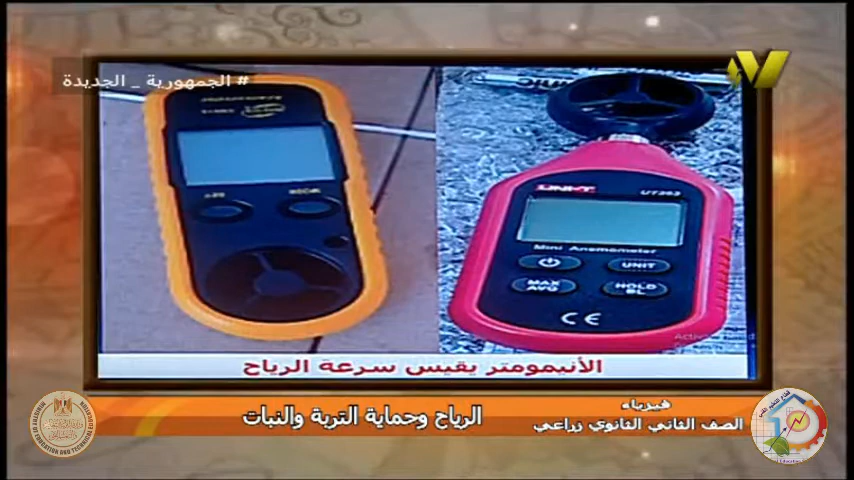 # الجمهورية _ الجديدة
UNI-T
UT363
Mini Anemometer
UNIT
MAX
AVG
HOLD
BL
CE
الأنيمومتر يقيس سرعة الرياح
فيزياء
الصف الثاني الثانوي زراعي
الرياح وحماية التربة والنبات